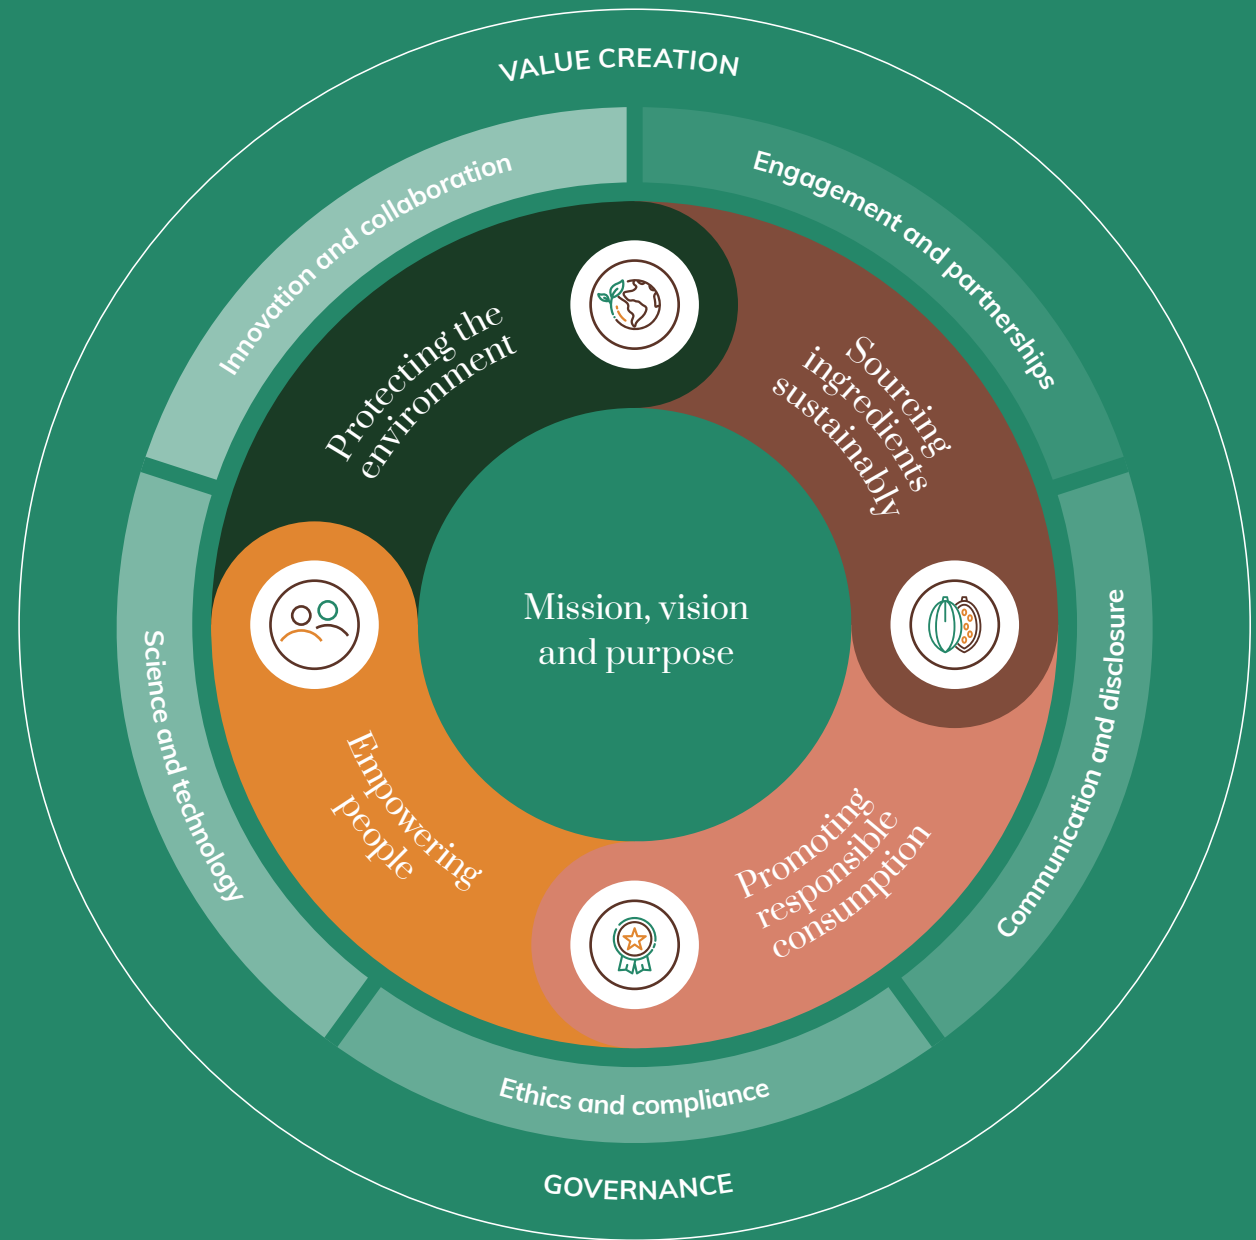 VALUE CREATION
Innovation and collaboration
Engagement and partnerships
Protecting the
environment
Sourcing
ingredients
sustainably
Mission, vision
and purpose
Science and technology
Communication and disclosure
Empowering
people
Promoting
responsible
consumption
Ethics and compliance
GOVERNANCE